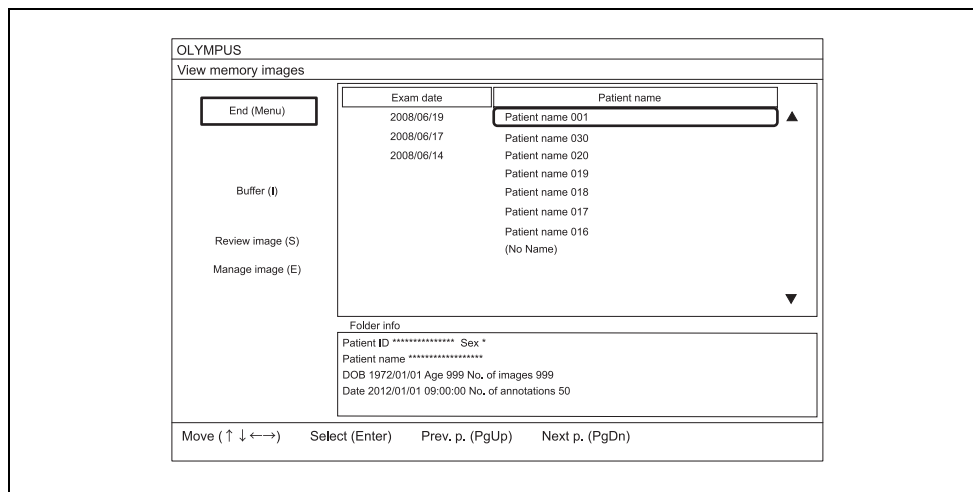 OLYMPUS
View memory images
End (Menu)
Buffer (I)
Review image (S)
Manage image (E)
Exam date Patient name
2008/06/19 Patient name 001 ▲
2008/06/17 Patient name 030
2008/06/14 Patient name 020
Patient name 019
Patient name 018
Patient name 017
Patient name 016
(No Name)
▼
Folder info
Patient ID *************** Sex *
Patient name ******************
DOB 1972/01/01 Age 999 No. of images 999
Date 2012/01/01 09:00:00 No. of annotations 50
Move (↑ ↓ ←→) Select (Enter) Prev. p. (PgUp) Next p. (PgDn)